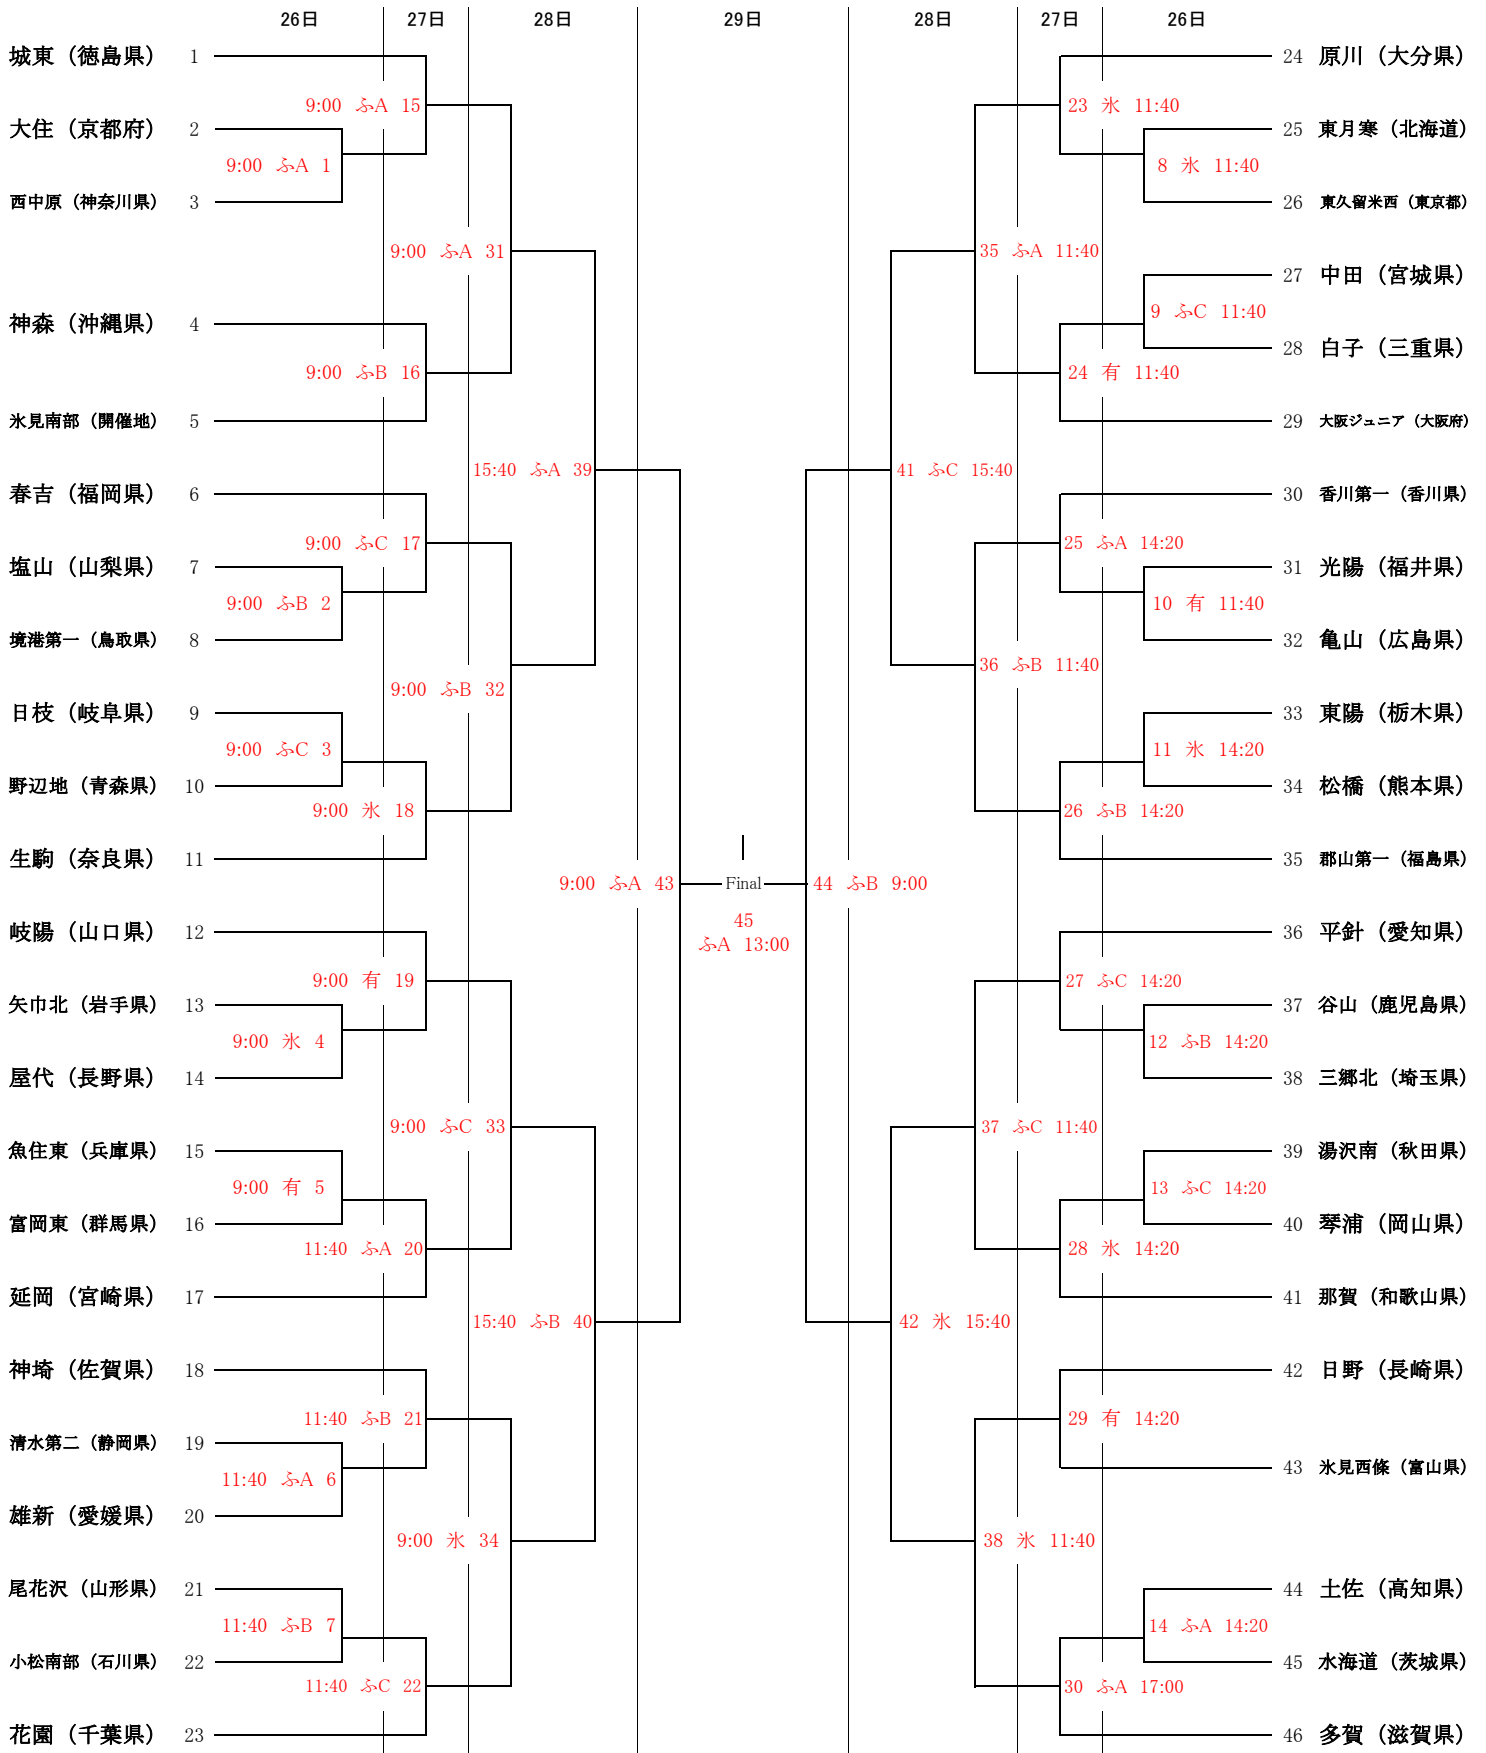 26日 27日 28日 29日 28日 27日 26日
城東（徳島県） 1
9:00 ふA 15
大住（京都府） 2
9:00 ふA 1
西中原（神奈川県） 3
9:00 ふA 31
神森（沖縄県） 4
9:00 ふB 16
氷見南部（開催地） 5
15:40 ふA 39
春吉（福岡県） 6
9:00 ふC 17
塩山（山梨県） 7
9:00 ふB 2
境港第一（鳥取県） 8
9:00 ふB 32
日枝（岐阜県） 9
9:00 ふC 3
野辺地（青森県） 10
9:00 氷 18
生駒（奈良県） 11
9:00 ふA 43
岐陽（山口県） 12
9:00 有 19
矢巾北（岩手県） 13
9:00 氷 4
屋代（長野県） 14
9:00 ふC 33
魚住東（兵庫県） 15
9:00 有 5
富岡東（群馬県） 16
11:40 ふA 20
延岡（宮崎県） 17
15:40 ふB 40
神埼（佐賀県） 18
11:40 ふB 21
清水第二（静岡県） 19
11:40 ふA 6
雄新（愛媛県） 20
9:00 氷 34
尾花沢（山形県） 21
11:40 ふB 7
小松南部（石川県） 22
11:40 ふC 22
花園（千葉県） 23
Final
45
ふA 13:00
24 原川（大分県）
23 氷 11:40
25 東月寒（北海道）
8 氷 11:40
26 東久留米西（東京都）
35 ふA 11:40
27 中田（宮城県）
9 ふC 11:40
28 白子（三重県）
24 有 11:40
29 大阪ジュニア（大阪府）
41 ふC 15:40
30 香川第一（香川県）
25 ふA 14:20
31 光陽（福井県）
10 有 11:40
32 亀山（広島県）
36 ふB 11:40
33 東陽（栃木県）
11 氷 14:20
34 松橋（熊本県）
26 ふB 14:20
35 郡山第一（福島県）
44 ふB 9:00
36 平針（愛知県）
27 ふC 14:20
37 谷山（鹿児島県）
12 ふB 14:20
38 三郷北（埼玉県）
37 ふC 11:40
39 湯沢南（秋田県）
13 ふC 14:20
40 琴浦（岡山県）
28 氷 14:20
41 那賀（和歌山県）
42 氷 15:40
42 日野（長崎県）
29 有 14:20
43 氷見西條（富山県）
38 氷 11:40
44 土佐（高知県）
14 ふA 14:20
45 水海道（茨城県）
30 ふA 17:00
46 多賀（滋賀県）